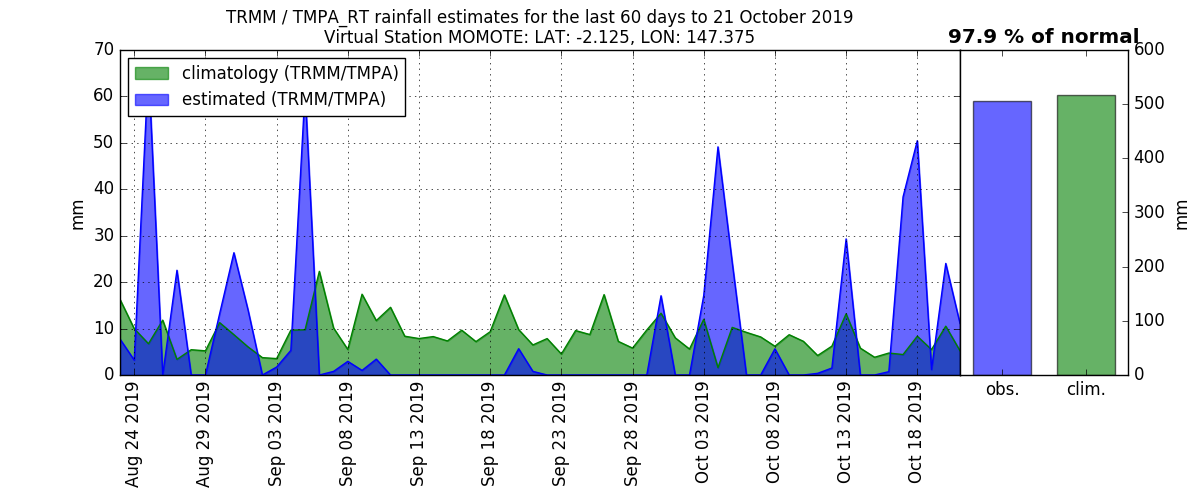 TRMM / TMPA_RT rainfall estimates for the last 60 days to 21 October 2019
Virtual Station MOMOTE: LAT: -2.125, LON: 147.375
97.9 % of normal
climatology (TRMM/TMPA)
estimated (TRMM/TMPA)
70
60
50
40
30
20
10
0
mm
Aug 24 2019
Aug 29 2019
Sep 03 2019
Sep 08 2019
Sep 13 2019
Sep 18 2019
Sep 23 2019
Sep 28 2019
Oct 03 2019
Oct 08 2019
Oct 13 2019
Oct 18 2019
obs.
clim.
600
500
400
300
200
100
0
mm